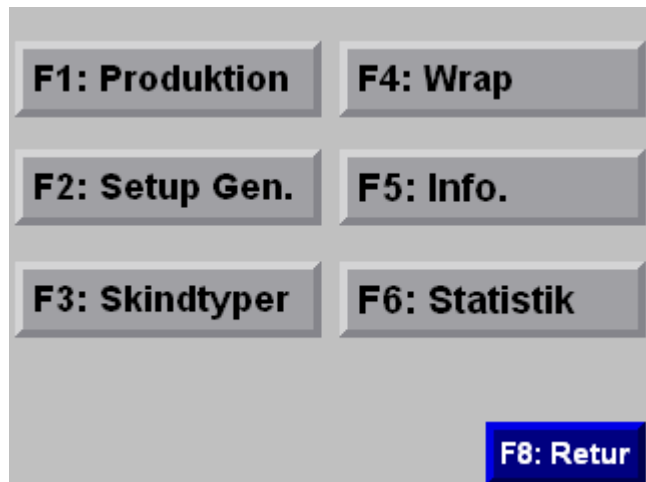 F1: Produktion
F4: Wrap
F2: Setup Gen.
F5: Info.
F3: Skindtyper
F6: Statistik
F8: Retur